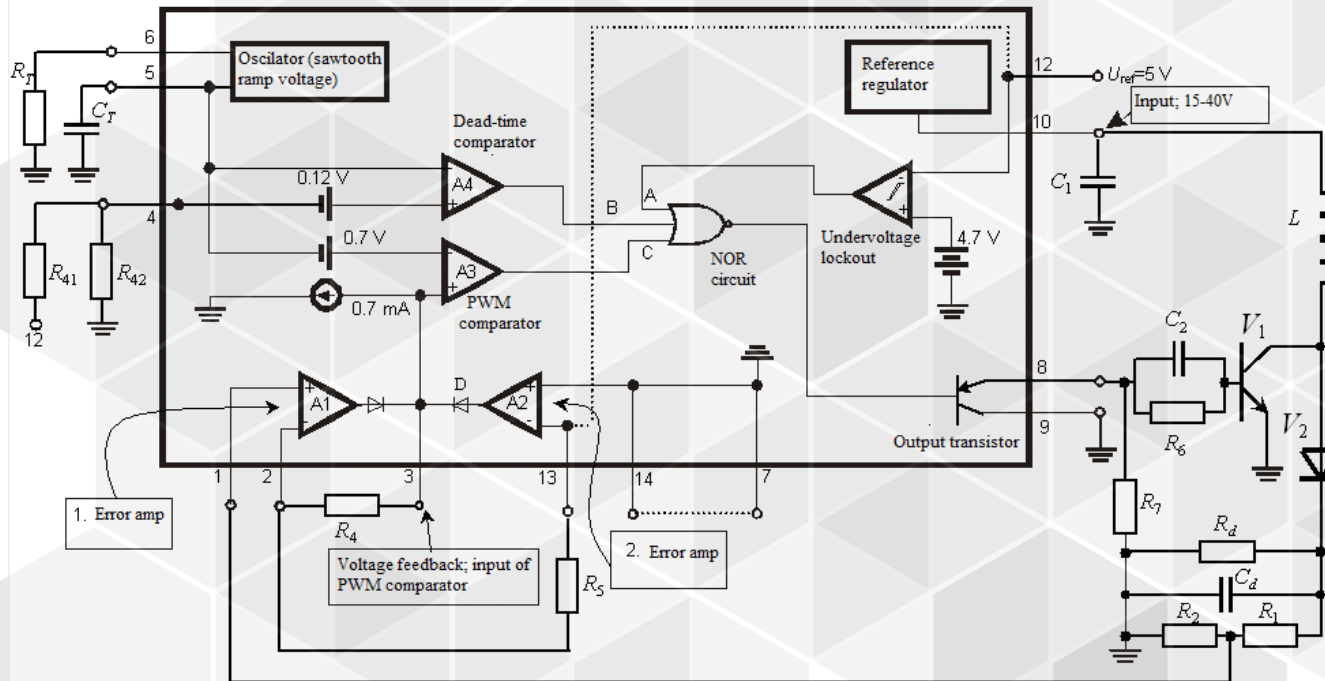 6
Oscilator (sawtooth
ramp voltage)
5
R_T
C_T
Reference
regulator
12
U_ref=5 V
Input; 15-40V
10
Dead-time
comparator
0.12 V
A4
4
B
A
C
0.7 V
A3
0.7 mA
PWM
comparator
NOR
circuit
Undervoltage
lockout
4.7 V
C_1
L
R_41
R_42
12
A1
D
A2
+
-
Output transistor
8
9
C_2
R_6
V_1
V_2
R_7
R_d
C_d
R_2
R_1
1
2
3
13
14
7
1. Error amp
R_4
Voltage feedback; input of
PWM comparator
R_5
2. Error amp